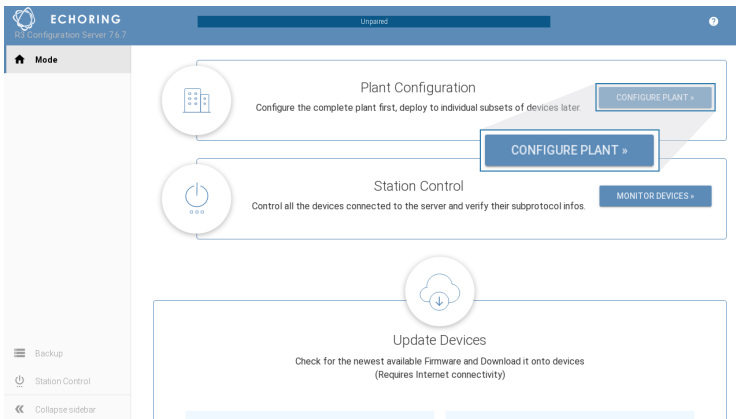 ECHORING
R3 Configuration Server 7.6.7
Unpaired
?
Mode
Plant Configuration
Configure the complete plant first, deploy to individual subsets of devices later.
CONFIGURE PLANT »
CONFIGURE PLANT »
Station Control
Control all the devices connected to the server and verify their subprotocol infos.
MONITOR DEVICES »
Update Devices
Check for the newest available Firmware and Download it onto devices
(Requires Internet connectivity)
Backup
Station Control
Collapse sidebar